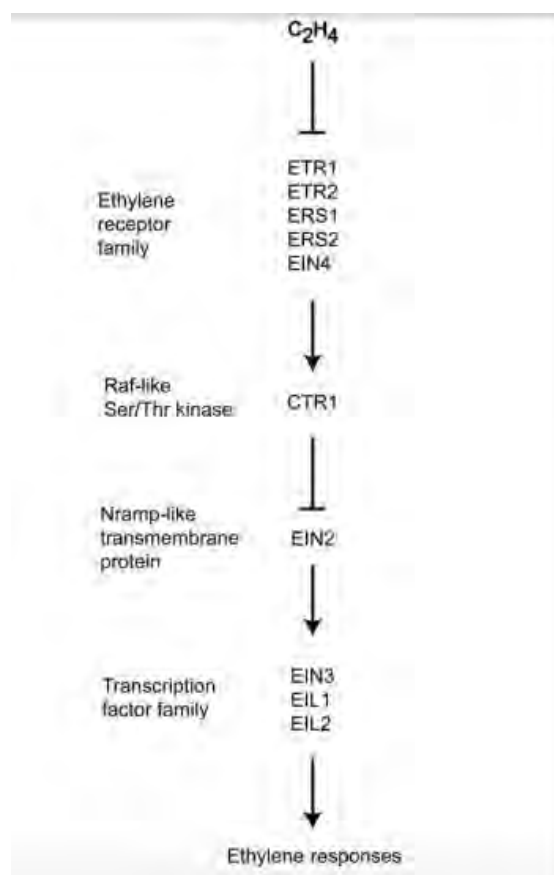 C₂H₄
ETR1
ETR2
ERS1
ERS2
EIN4
Ethylene
receptor
family
Raf-like
Ser/Thr kinase
CTR1
Nramp-like
transmembrane
protein
EIN2
Transcription
factor family
EIN3
EIL1
EIL2
Ethylene responses